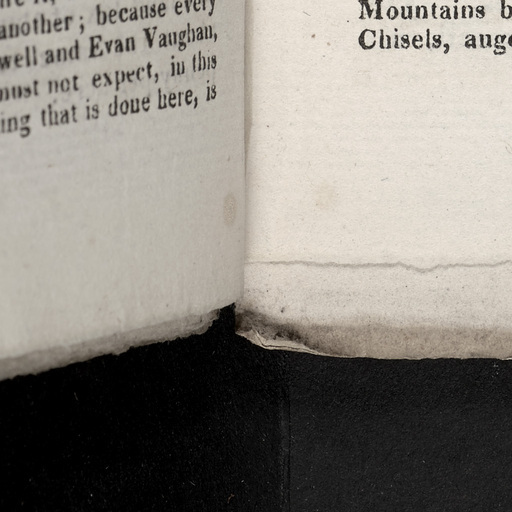 another; because every
well and Evan Vaughan,
must not expect, in this
ing that is done here, is
Mountains b
Chisels, auge